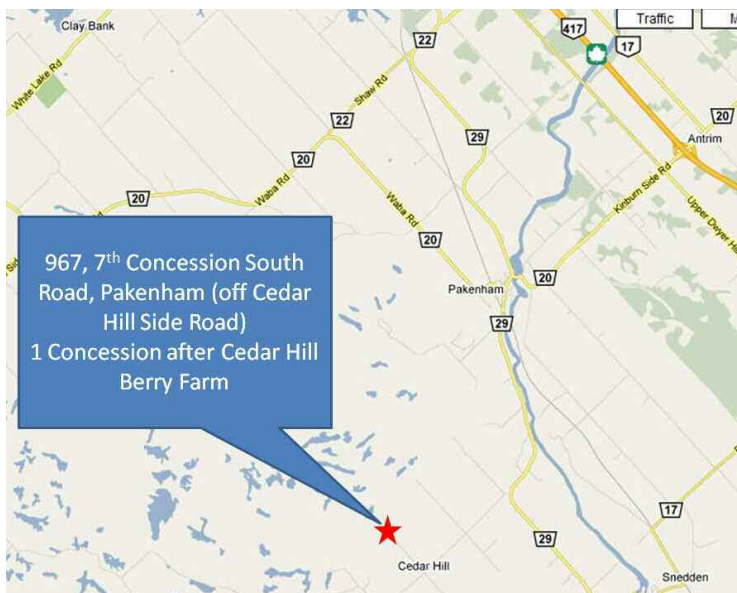 Traffic
M
417
17
Clay Bank
22
White Lake Rd
Shaw Rd
22
29
20
Antrim
20
Waba Rd
Kinburn Side Rd
20
Waba Rd
20
Upper Dwyer
967, 7th Concession South
Road, Pakenham (off Cedar
Hill Side Road)
1 Concession after Cedar Hill
Berry Farm
Pakenham
20
29
17
29
Cedar Hill
Snedden